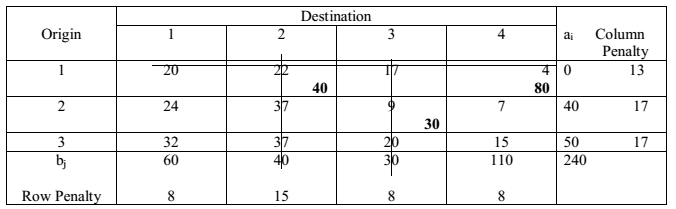 Destination
Origin 1 2 3 4 ai Column Penalty
1 20 22 17 4 0 13
40 80
2 24 37 9 7 40 17
30
3 32 37 20 15 50 17
bj 60 40 30 110 240
Row Penalty 8 15 8 8